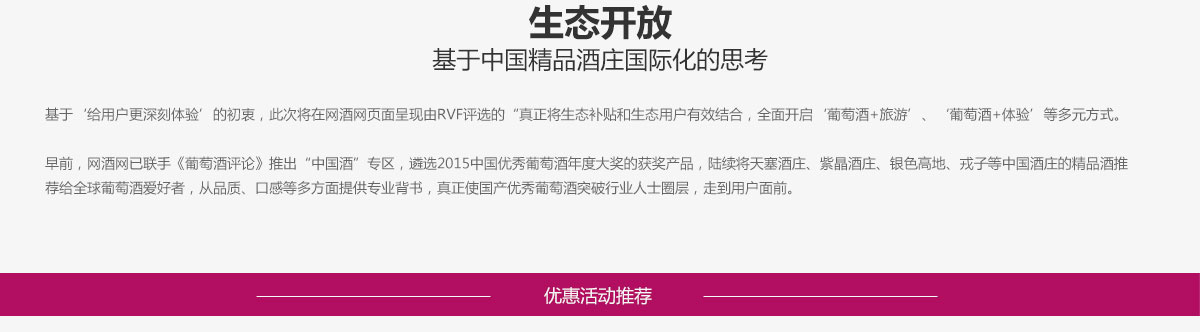 生态开放
基于中国精品酒庄国际化的思考
基于‘给用户更深刻体验’的初衷，此次将在网酒网页面呈现由RVF评选的“真正将生态补贴和生态用户有效结合，全面开启‘葡萄酒+旅游’、‘葡萄酒+体验’等多元方式。
早前，网酒网已联手《葡萄酒评论》推出“中国酒”专区，遴选2015中国优秀葡萄酒年度大奖的获奖产品，陆续将天塞酒庄、紫晶酒庄、银色高地、戎子等中国酒庄的精品酒推
荐给全球葡萄酒爱好者，从品质、口感等多方面提供专业背书，真正使国产优秀葡萄酒突破行业人士圈层，走到用户面前。
优惠活动推荐